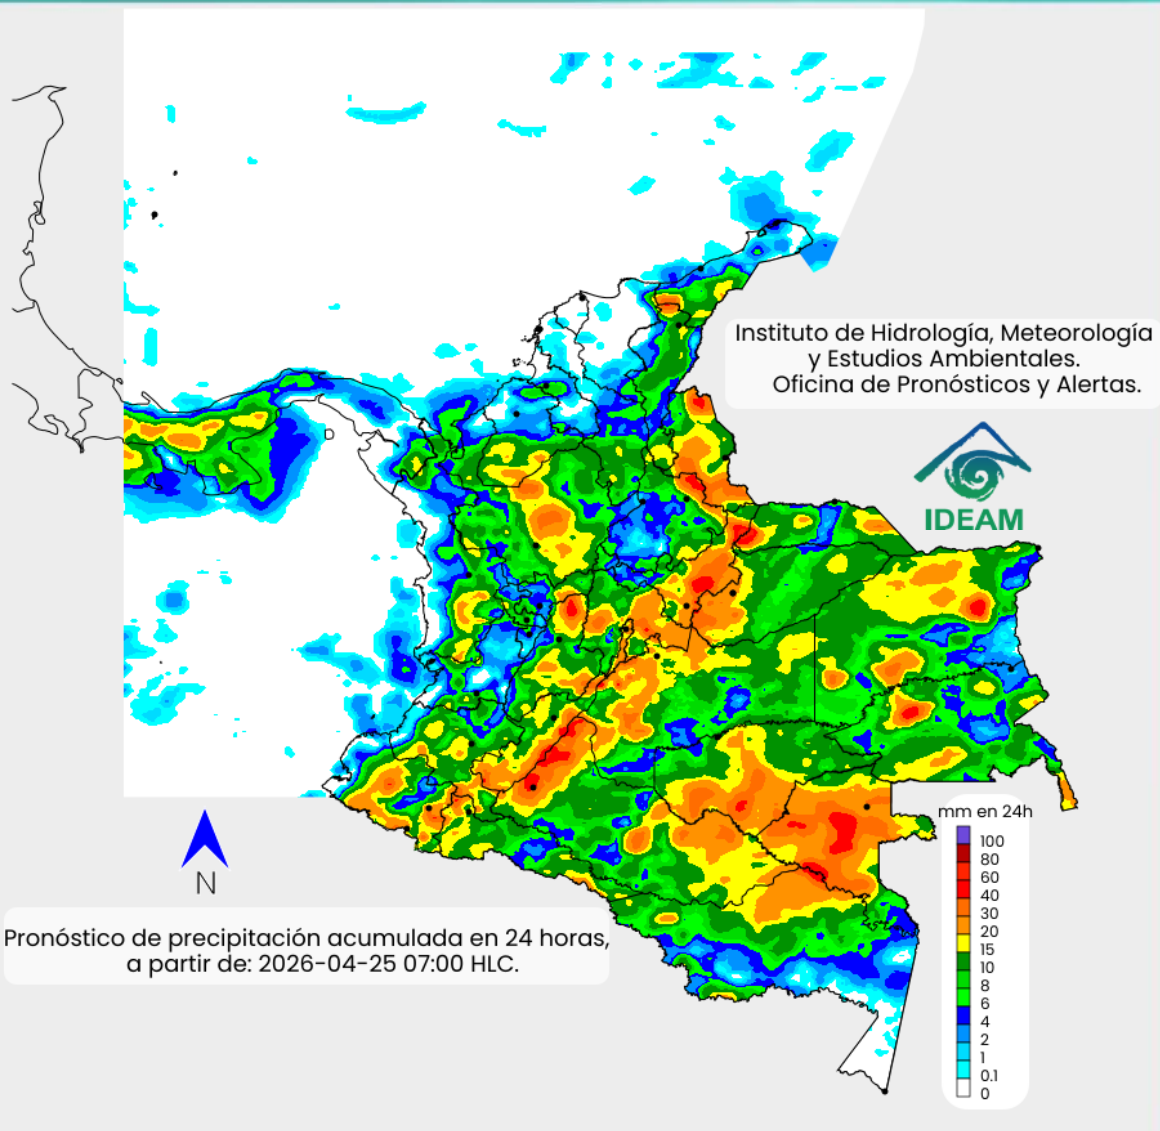 Instituto de Hidrología, Meteorología
y Estudios Ambientales.
Oficina de Pronósticos y Alertas.
IDEAM
mm en 24h
100
80
60
40
30
20
15
10
8
6
4
2
1
0.1
0
N
Pronóstico de precipitación acumulada en 24 horas,
a partir de: 2026-04-25 07:00 HLC.